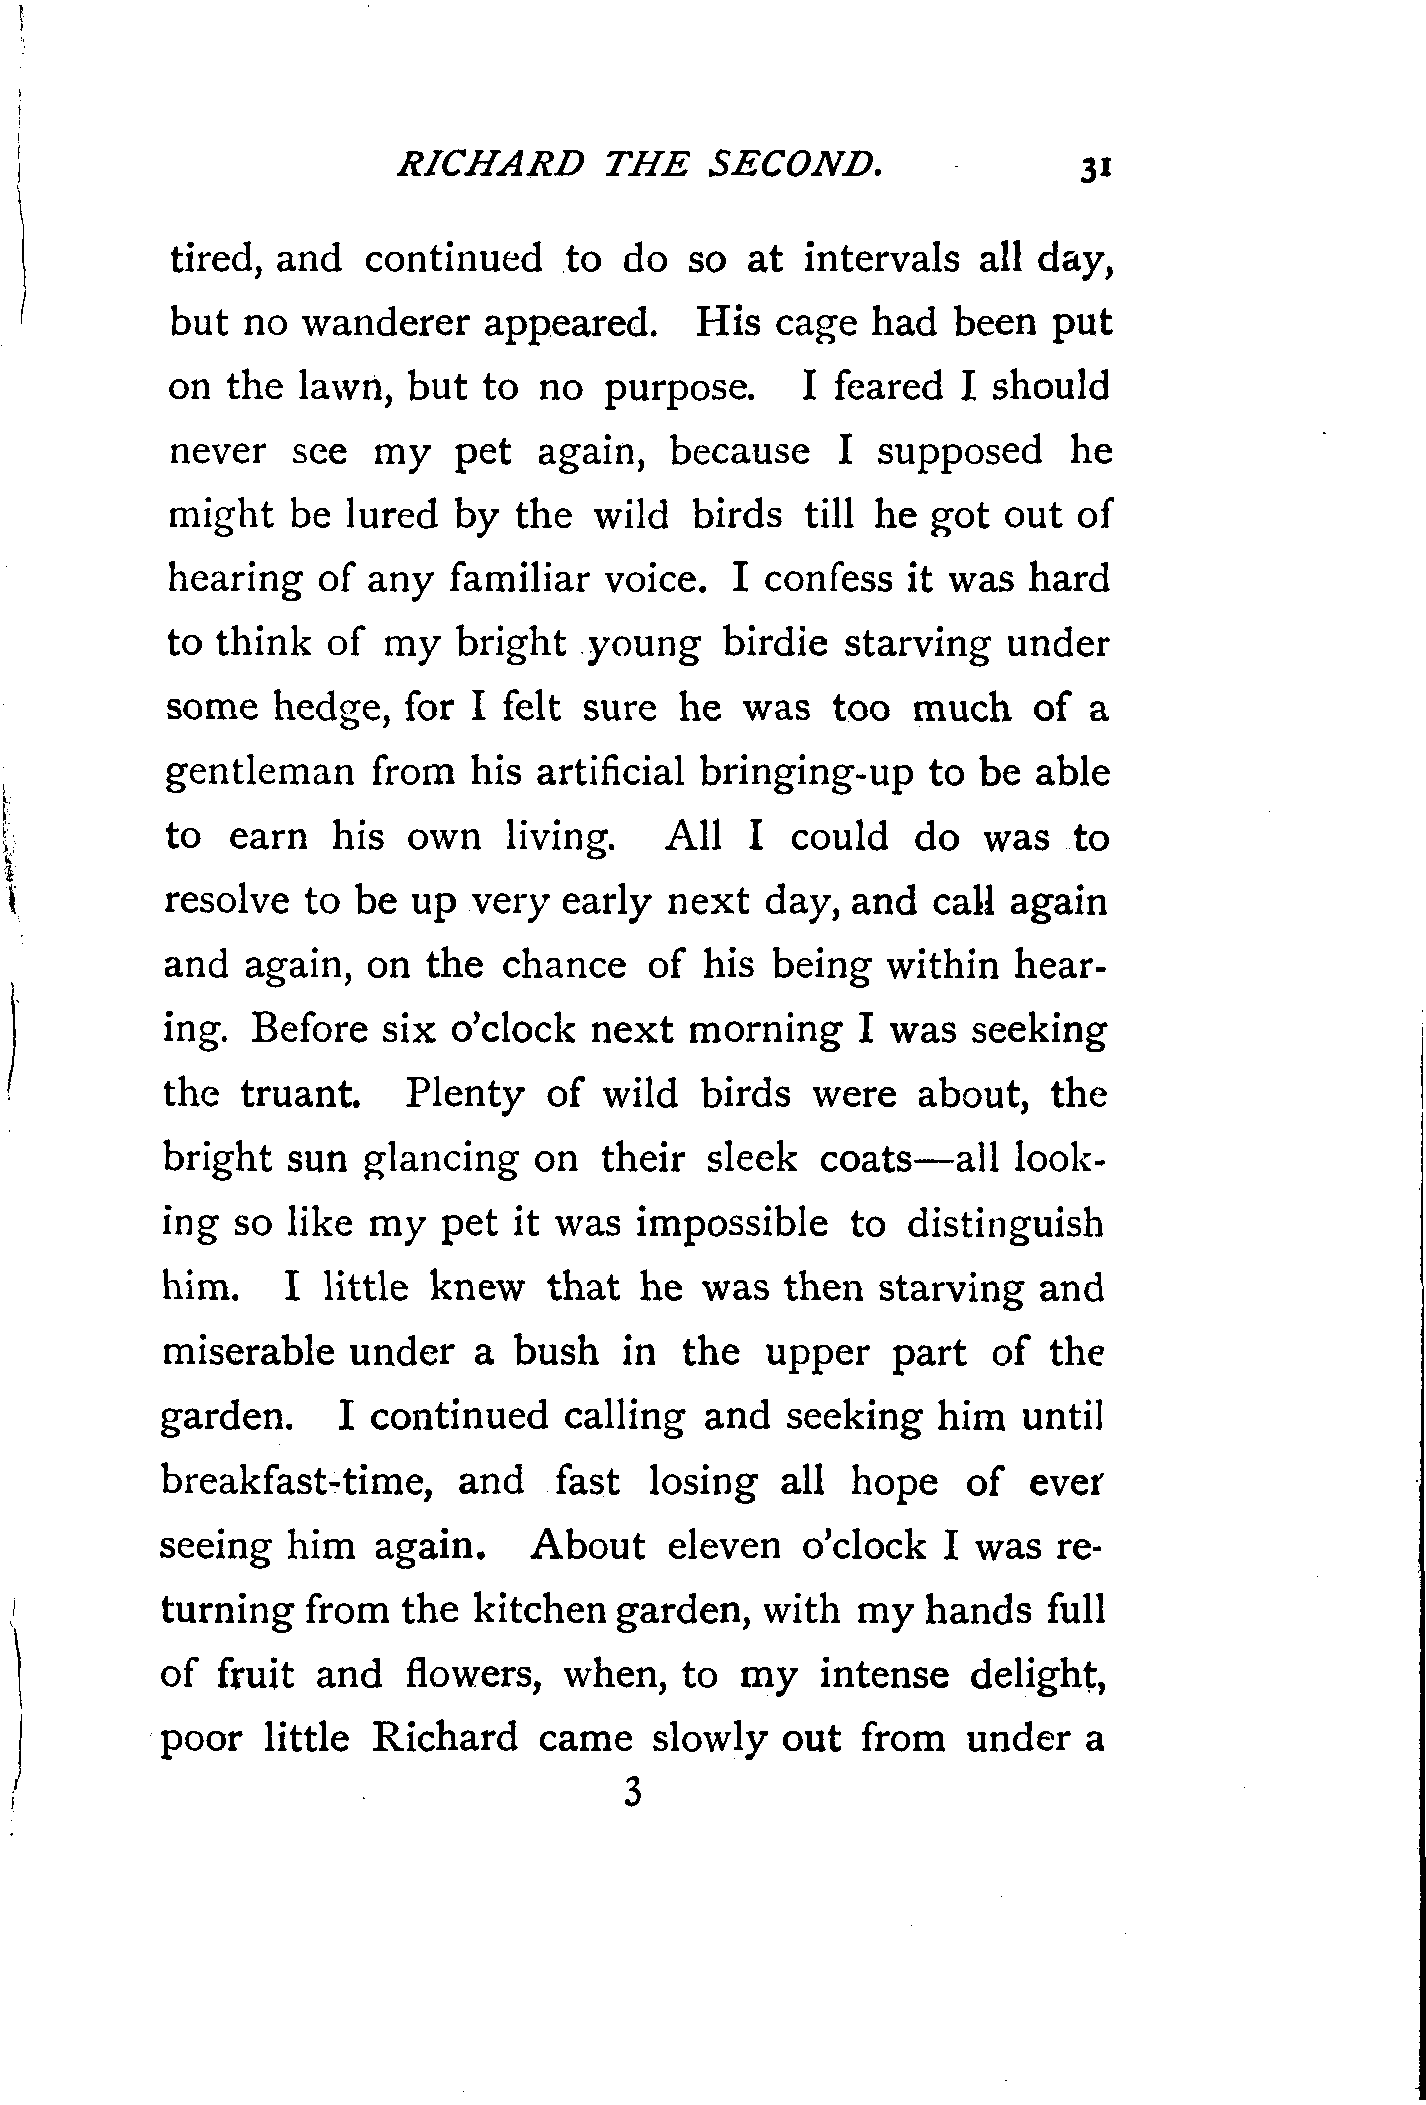 RICHARD THE SECOND. 31
tired, and continued to do so at intervals all day,
but no wanderer appeared. His cage had been put
on the lawn, but to no purpose. I feared I should
never see my pet again, because I supposed he
might be lured by the wild birds till he got out of
hearing of any familiar voice. I confess it was hard
to think of my bright young birdie starving under
some hedge, for I felt sure he was too much of a
gentleman from his artificial bringing-up to be able
to earn his own living. All I could do was to
resolve to be up very early next day, and call again
and again, on the chance of his being within hear-
ing. Before six o'clock next morning I was seeking
the truant. Plenty of wild birds were about, the
bright sun glancing on their sleek coats—all look-
ing so like my pet it was impossible to distinguish
him. I little knew that he was then starving and
miserable under a bush in the upper part of the
garden. I continued calling and seeking him until
breakfast-time, and fast losing all hope of ever
seeing him again. About eleven o'clock I was re-
turning from the kitchen garden, with my hands full
of fruit and flowers, when, to my intense delight,
poor little Richard came slowly out from under a
3